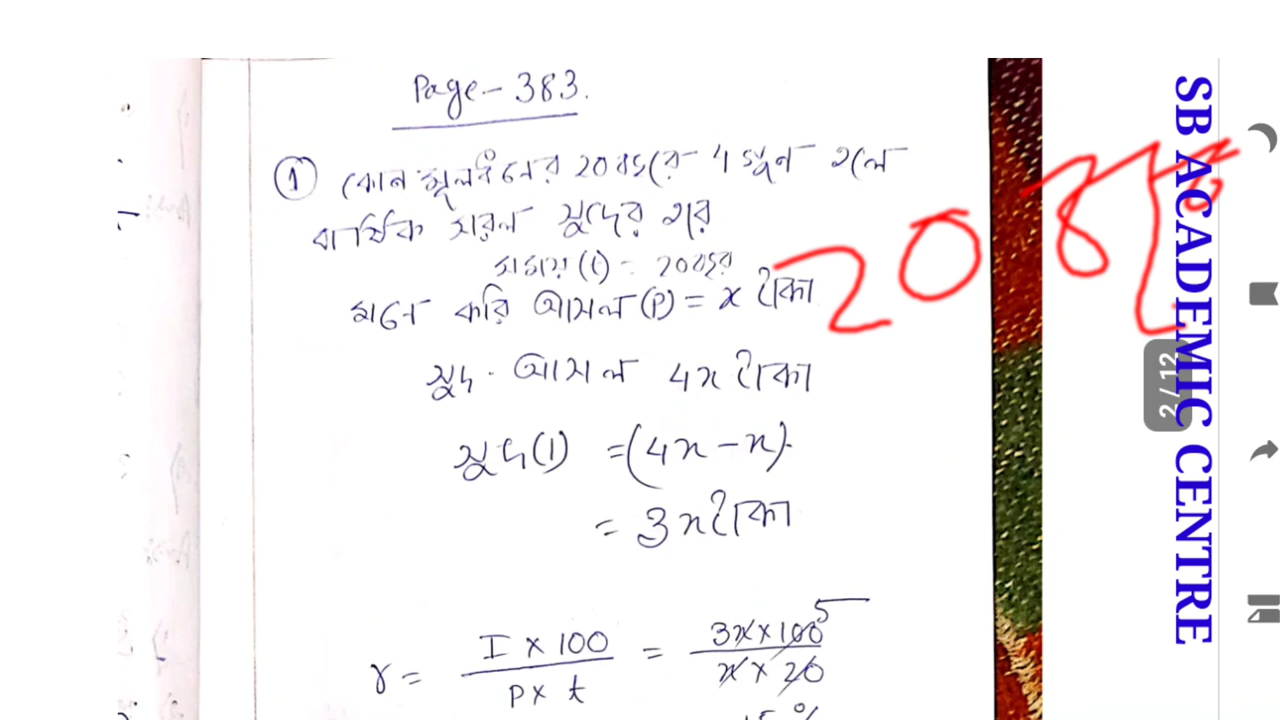 Page - 383.
① কোন মূলধনের 20 বছরে 4 গুন হলে
বার্ষিক সরল সুদের হার
সময় (t) = 20 বছর
মনে করি আসল (P) = x টাকা
সুদ - আসল 4x টাকা
সুদ (I) = (4x - x)
= 3x টাকা
r = I × 100 / P × t = 3x × 100 5 / x × 20
15%
20 বছর
SB ACADEMIC CENTRE
2 / 12